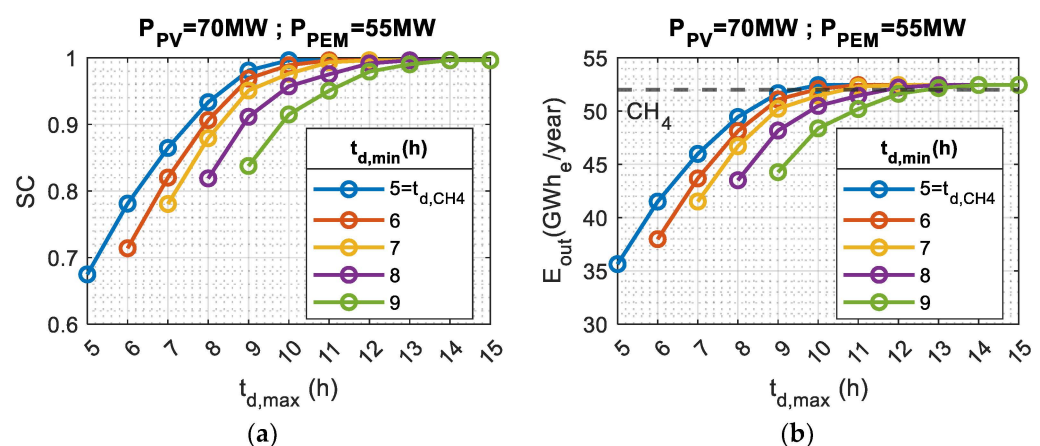 P_PV=70MW ; P_PEM=55MW
SC
1
0.9
0.8
0.7
0.6
5 6 7 8 9 10 11 12 13 14 15
t_d,max (h)
t_d,min(h)
5=t_d,CH4
6
7
8
9
(a)
P_PV=70MW ; P_PEM=55MW
E_out(GWh_e/year)
55
50
45
40
35
30
CH_4
5 6 7 8 9 10 11 12 13 14 15
t_d,max (h)
t_d,min(h)
5=t_d,CH4
6
7
8
9
(b)